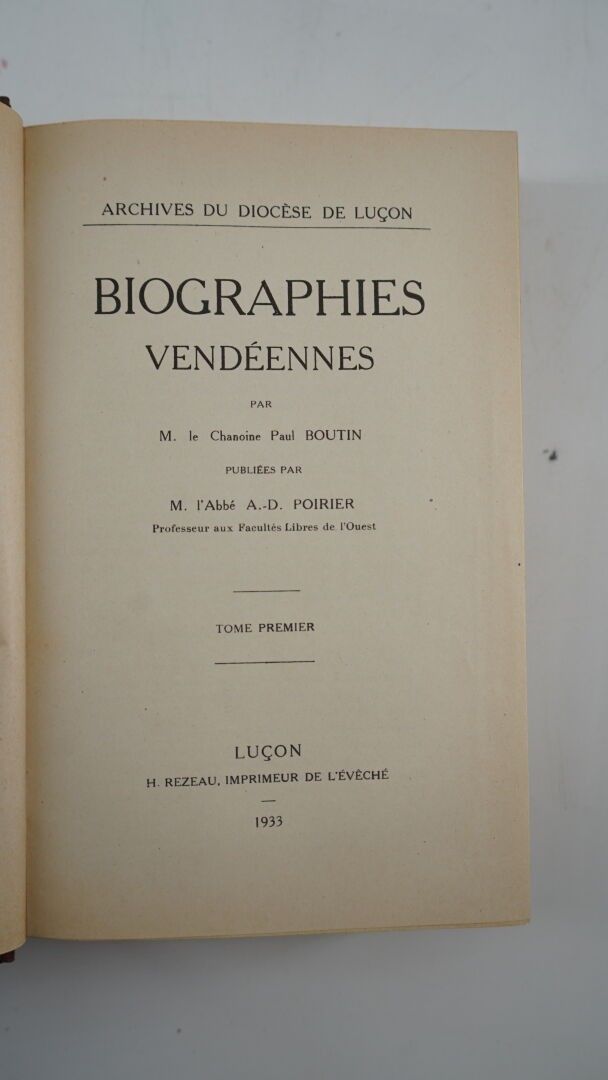 ARCHIVES DU DIOCÈSE DE LUÇON
BIOGRAPHIES
VENDÉENNES
PAR
M. le Chanoine Paul BOUTIN
PUBLIÉES PAR
M. l'Abbé A.-D. POIRIER
Professeur aux Facultés Libres de l'Ouest
TOME PREMIER
LUÇON
H. REZEAU, IMPRIMEUR DE L'ÉVÊCHÉ
1933